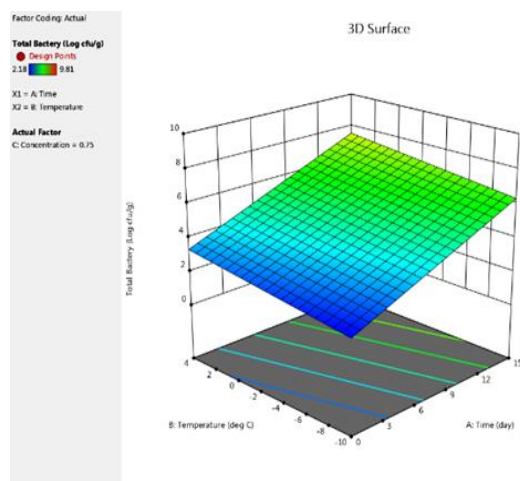 Factor Coding: Actual
3D Surface
Total Bactery (Log cfu/g)
Design Points
2.18 9.81
X1 = A: Time
X2 = B: Temperature
Actual Factor
C: Concentration = 0.75
Total Bactery (Log cfu/g)
10
8
6
4
2
0
4
2
0
-2
-4
-6
-8
-10
0
3
6
9
12
15
B: Temperature (deg C)
A: Time (day)